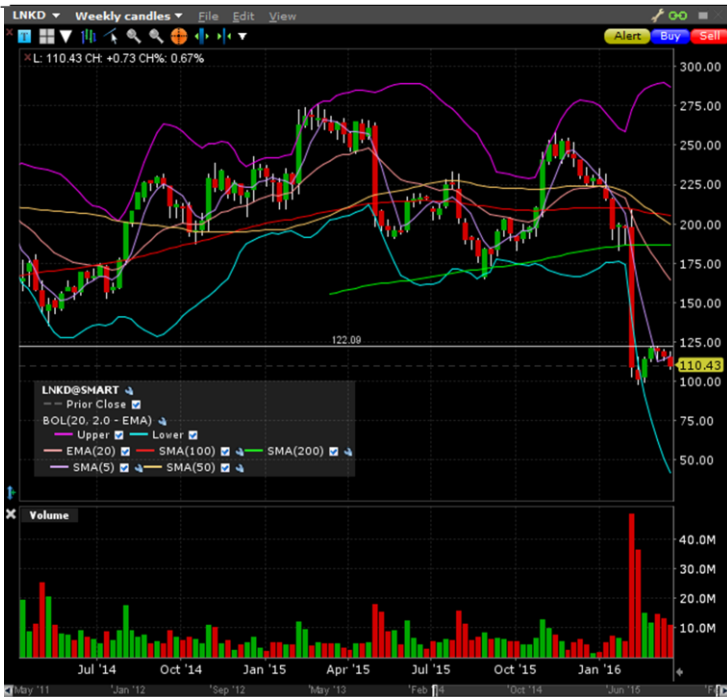 LNKD Weekly candles File Edit View
Alert Buy Sell
L: 110.43 CH: +0.73 CH%: 0.67%
300.00
275.00
250.00
225.00
200.00
175.00
150.00
122.09
125.00
110.43
100.00
LNKD@SMART
Prior Close
BOL(20, 2.0 - EMA)
75.00
Upper Lower
EMA(20) SMA(100) SMA(200)
50.00
SMA(5) SMA(50)
Volume
40.0M
30.0M
20.0M
10.0M
Jul '14 Oct '14 Jan '15 Apr '15 Jul '15 Oct '15 Jan '16
May '11 Jan '12 Sep '12 May '13 Feb Oct '14 Jun '15